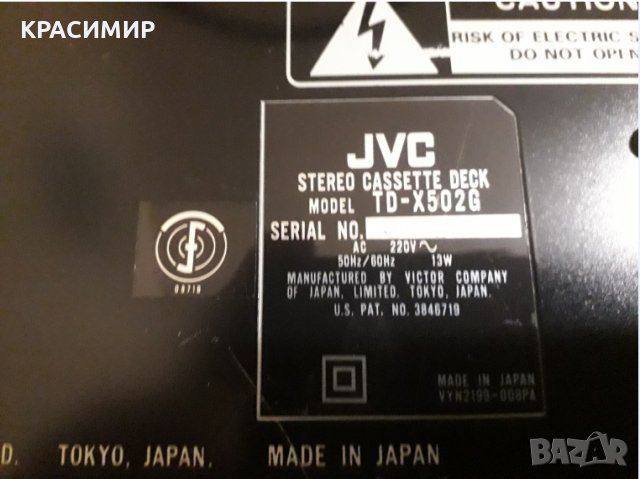 КРАСИМИР
CAUTION
RISK OF ELECTRIC S
DO NOT OPEN
JVC
STEREO CASSETTE DECK
MODEL TD-X502G
SERIAL NO.
AC 220V~
50Hz/60Hz 13W
MANUFACTURED BY VICTOR COMPANY
OF JAPAN, LIMITED. TOKYO, JAPAN.
U.S. PAT. NO. 3846719
MADE IN JAPAN
VYN2199-008PA
D. TOKYO, JAPAN. MADE IN JAPAN
BAZAR